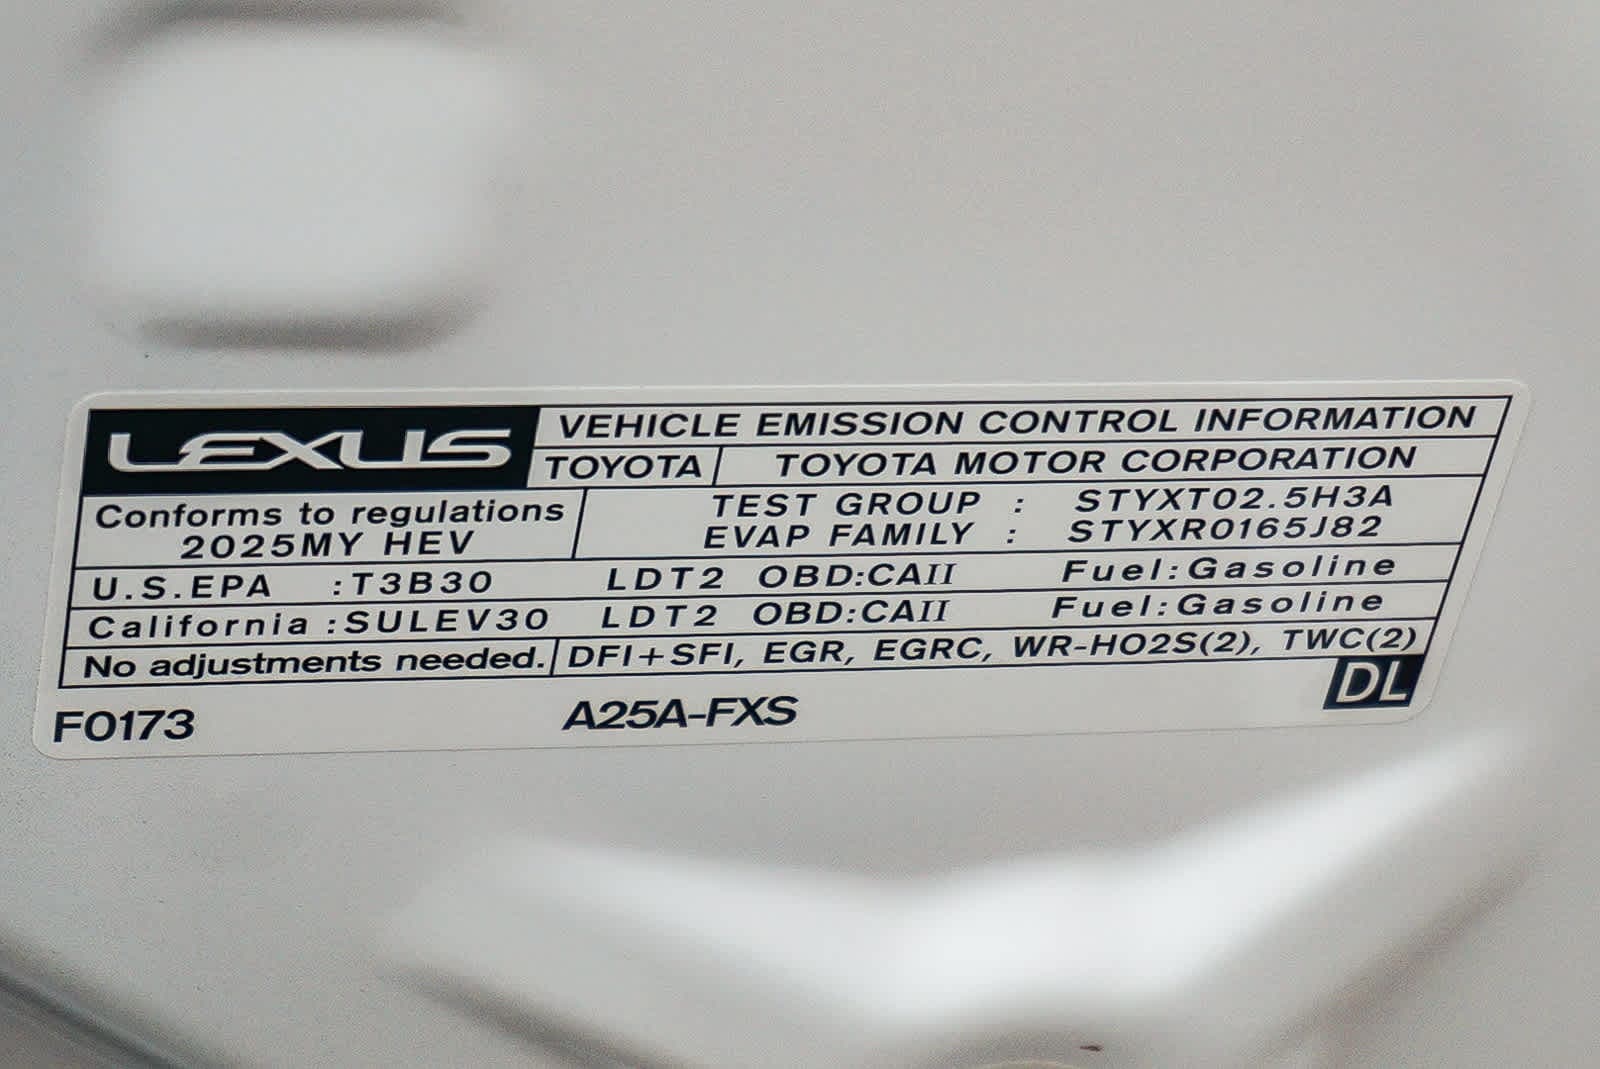 LEXUS
VEHICLE EMISSION CONTROL INFORMATION
TOYOTA TOYOTA MOTOR CORPORATION
Conforms to regulations
2025MY HEV
TEST GROUP : STYXT02.5H3A
EVAP FAMILY : STYXR0165J82
U.S.EPA :T3B30 LDT2 OBD:CAII Fuel:Gasoline
California :SULEV30 LDT2 OBD:CAII Fuel:Gasoline
No adjustments needed. DFI+SFI, EGR, EGRC, WR-HO2S(2), TWC(2)
F0173 A25A-FXS DL